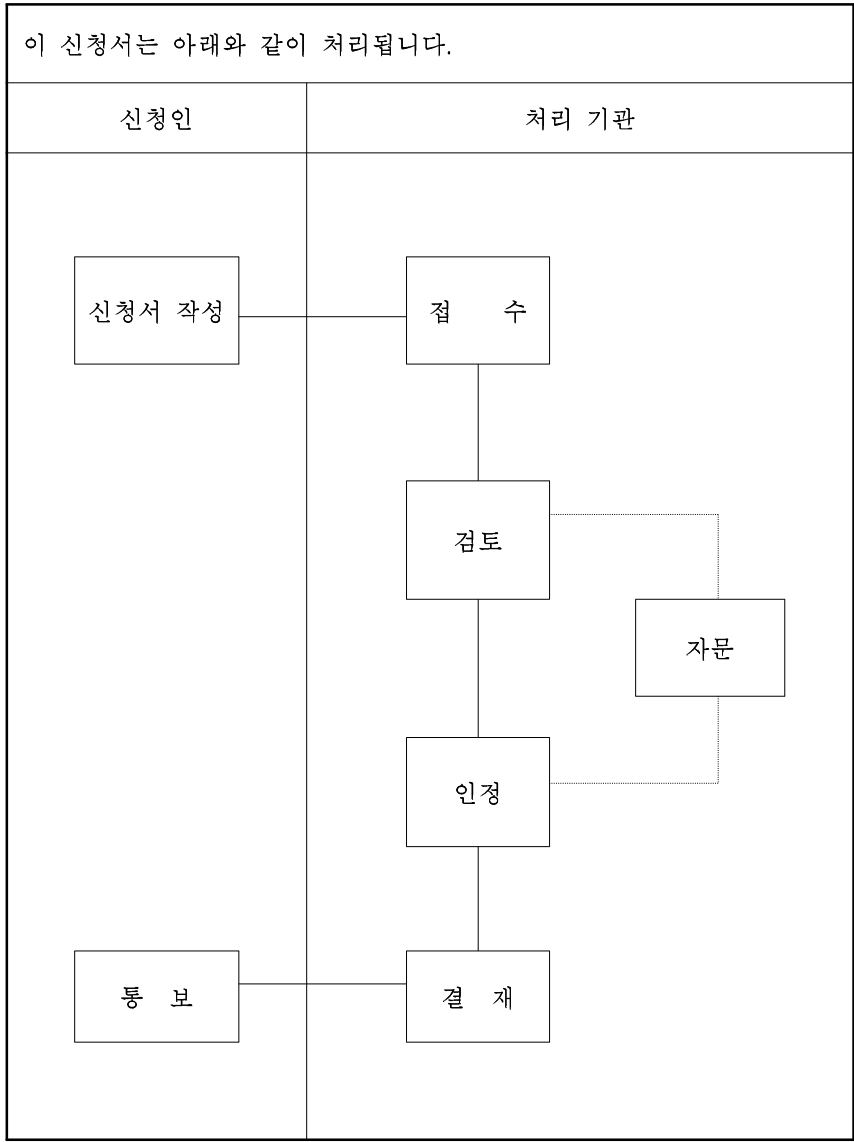 이 신청서는 아래와 같이 처리됩니다.
신청인
처리 기관
신청서 작성
접 수
검토
자문
인정
통 보
결 재